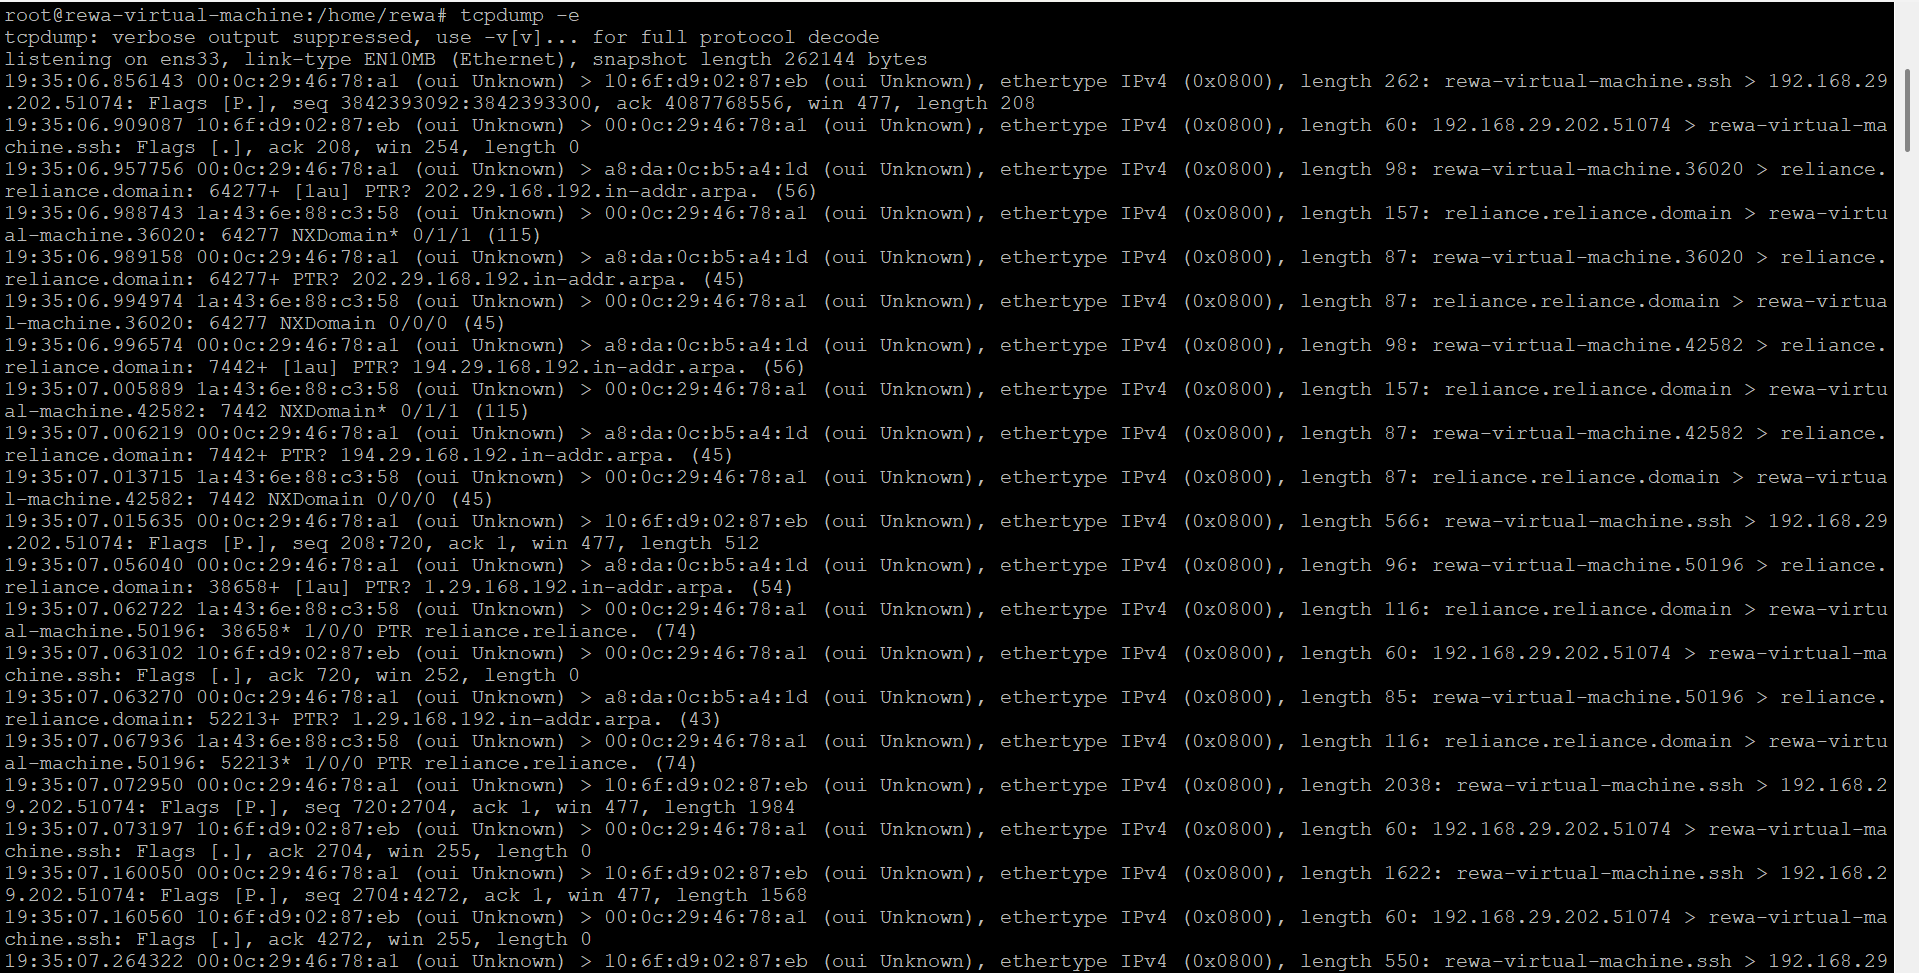 root@rewa-virtual-machine:/home/rewa# tcpdump -e
tcpdump: verbose output suppressed, use -v[v]... for full protocol decode
listening on ens33, link-type EN10MB (Ethernet), snapshot length 262144 bytes
19:35:06.856143 00:0c:29:46:78:a1 (oui Unknown) > 10:6f:d9:02:87:eb (oui Unknown), ethertype IPv4 (0x0800), length 262: rewa-virtual-machine.ssh > 192.168.29
.202.51074: Flags [P.], seq 3842393092:3842393300, ack 4087768556, win 477, length 208
19:35:06.909087 10:6f:d9:02:87:eb (oui Unknown) > 00:0c:29:46:78:a1 (oui Unknown), ethertype IPv4 (0x0800), length 60: 192.168.29.202.51074 > rewa-virtual-ma
chine.ssh: Flags [.], ack 208, win 254, length 0
19:35:06.957756 00:0c:29:46:78:a1 (oui Unknown) > a8:da:0c:b5:a4:1d (oui Unknown), ethertype IPv4 (0x0800), length 98: rewa-virtual-machine.36020 > reliance.
reliance.domain: 64277+ [1au] PTR? 202.29.168.192.in-addr.arpa. (56)
19:35:06.988743 1a:43:6e:88:c3:58 (oui Unknown) > 00:0c:29:46:78:a1 (oui Unknown), ethertype IPv4 (0x0800), length 157: reliance.reliance.domain > rewa-virtu
al-machine.36020: 64277 NXDomain* 0/1/1 (115)
19:35:06.989158 00:0c:29:46:78:a1 (oui Unknown) > a8:da:0c:b5:a4:1d (oui Unknown), ethertype IPv4 (0x0800), length 87: rewa-virtual-machine.36020 > reliance.
reliance.domain: 64277+ PTR? 202.29.168.192.in-addr.arpa. (45)
19:35:06.994974 1a:43:6e:88:c3:58 (oui Unknown) > 00:0c:29:46:78:a1 (oui Unknown), ethertype IPv4 (0x0800), length 87: reliance.reliance.domain > rewa-virtua
l-machine.36020: 64277 NXDomain 0/0/0 (45)
19:35:06.996574 00:0c:29:46:78:a1 (oui Unknown) > a8:da:0c:b5:a4:1d (oui Unknown), ethertype IPv4 (0x0800), length 98: rewa-virtual-machine.42582 > reliance.
reliance.domain: 7442+ [1au] PTR? 194.29.168.192.in-addr.arpa. (56)
19:35:07.005889 1a:43:6e:88:c3:58 (oui Unknown) > 00:0c:29:46:78:a1 (oui Unknown), ethertype IPv4 (0x0800), length 157: reliance.reliance.domain > rewa-virtu
al-machine.42582: 7442 NXDomain* 0/1/1 (115)
19:35:07.006219 00:0c:29:46:78:a1 (oui Unknown) > a8:da:0c:b5:a4:1d (oui Unknown), ethertype IPv4 (0x0800), length 87: rewa-virtual-machine.42582 > reliance.
reliance.domain: 7442+ PTR? 194.29.168.192.in-addr.arpa. (45)
19:35:07.013715 1a:43:6e:88:c3:58 (oui Unknown) > 00:0c:29:46:78:a1 (oui Unknown), ethertype IPv4 (0x0800), length 87: reliance.reliance.domain > rewa-virtua
l-machine.42582: 7442 NXDomain 0/0/0 (45)
19:35:07.015635 00:0c:29:46:78:a1 (oui Unknown) > 10:6f:d9:02:87:eb (oui Unknown), ethertype IPv4 (0x0800), length 566: rewa-virtual-machine.ssh > 192.168.29
.202.51074: Flags [P.], seq 208:720, ack 1, win 477, length 512
19:35:07.056040 00:0c:29:46:78:a1 (oui Unknown) > a8:da:0c:b5:a4:1d (oui Unknown), ethertype IPv4 (0x0800), length 96: rewa-virtual-machine.50196 > reliance.
reliance.domain: 38658+ [1au] PTR? 1.29.168.192.in-addr.arpa. (54)
19:35:07.062722 1a:43:6e:88:c3:58 (oui Unknown) > 00:0c:29:46:78:a1 (oui Unknown), ethertype IPv4 (0x0800), length 116: reliance.reliance.domain > rewa-virtu
al-machine.50196: 38658* 1/0/0 PTR reliance.reliance. (74)
19:35:07.063102 10:6f:d9:02:87:eb (oui Unknown) > 00:0c:29:46:78:a1 (oui Unknown), ethertype IPv4 (0x0800), length 60: 192.168.29.202.51074 > rewa-virtual-ma
chine.ssh: Flags [.], ack 720, win 252, length 0
19:35:07.063270 00:0c:29:46:78:a1 (oui Unknown) > a8:da:0c:b5:a4:1d (oui Unknown), ethertype IPv4 (0x0800), length 85: rewa-virtual-machine.50196 > reliance.
reliance.domain: 52213+ PTR? 1.29.168.192.in-addr.arpa. (43)
19:35:07.067936 1a:43:6e:88:c3:58 (oui Unknown) > 00:0c:29:46:78:a1 (oui Unknown), ethertype IPv4 (0x0800), length 116: reliance.reliance.domain > rewa-virtu
al-machine.50196: 52213* 1/0/0 PTR reliance.reliance. (74)
19:35:07.072950 00:0c:29:46:78:a1 (oui Unknown) > 10:6f:d9:02:87:eb (oui Unknown), ethertype IPv4 (0x0800), length 2038: rewa-virtual-machine.ssh > 192.168.2
9.202.51074: Flags [P.], seq 720:2704, ack 1, win 477, length 1984
19:35:07.073197 10:6f:d9:02:87:eb (oui Unknown) > 00:0c:29:46:78:a1 (oui Unknown), ethertype IPv4 (0x0800), length 60: 192.168.29.202.51074 > rewa-virtual-ma
chine.ssh: Flags [.], ack 2704, win 255, length 0
19:35:07.160050 00:0c:29:46:78:a1 (oui Unknown) > 10:6f:d9:02:87:eb (oui Unknown), ethertype IPv4 (0x0800), length 1622: rewa-virtual-machine.ssh > 192.168.2
9.202.51074: Flags [P.], seq 2704:4272, ack 1, win 477, length 1568
19:35:07.160560 10:6f:d9:02:87:eb (oui Unknown) > 00:0c:29:46:78:a1 (oui Unknown), ethertype IPv4 (0x0800), length 60: 192.168.29.202.51074 > rewa-virtual-ma
chine.ssh: Flags [.], ack 4272, win 255, length 0
19:35:07.264322 00:0c:29:46:78:a1 (oui Unknown) > 10:6f:d9:02:87:eb (oui Unknown), ethertype IPv4 (0x0800), length 550: rewa-virtual-machine.ssh > 192.168.29